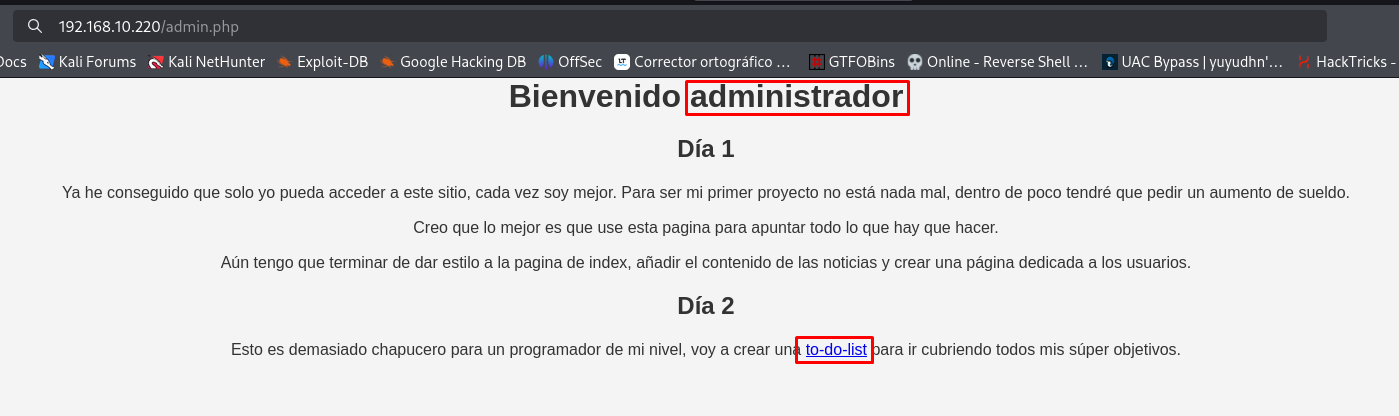 192.168.10.220/admin.php
Docs Kali Forums Kali NetHunter Exploit-DB Google Hacking DB OffSec LT Corrector ortográfico ... GTFOBins Online - Reverse Shell ... UAC Bypass | yuyudhn'... HackTricks -
Bienvenido administrador
Día 1
Ya he conseguido que solo yo pueda acceder a este sitio, cada vez soy mejor. Para ser mi primer proyecto no está nada mal, dentro de poco tendré que pedir un aumento de sueldo.
Creo que lo mejor es que use esta pagina para apuntar todo lo que hay que hacer.
Aún tengo que terminar de dar estilo a la pagina de index, añadir el contenido de las noticias y crear una página dedicada a los usuarios.
Día 2
Esto es demasiado chapucero para un programador de mi nivel, voy a crear una to-do-list para ir cubriendo todos mis súper objetivos.